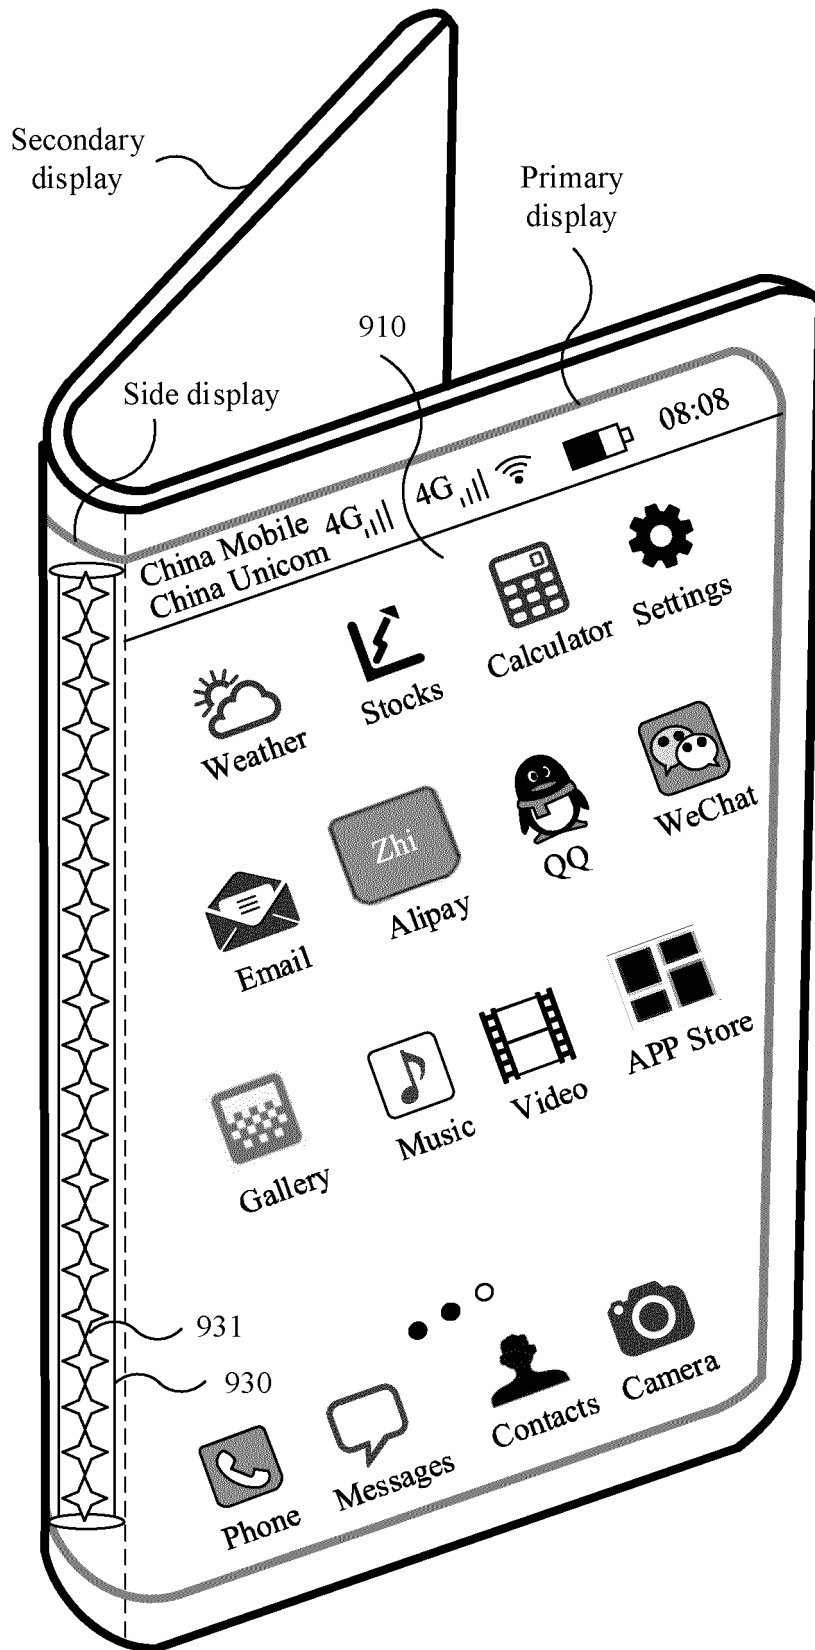 Secondary
display
Primary
display
910
Side display
China Mobile 4G 4G 08:08
China Unicom
Weather
Stocks
Calculator
Settings
Email
Zhi
Alipay
QQ
WeChat
Gallery
Music
Video
APP Store
931
930
Phone
Messages
Contacts
Camera